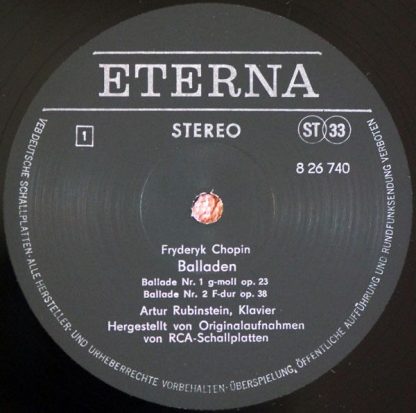 ETERNA
1
STEREO
ST 33
8 26 740
Fryderyk Chopin
Balladen
Ballade Nr. 1 g-moll op. 23
Ballade Nr. 2 F-dur op. 38
Artur Rubinstein, Klavier
Hergestellt von Originalaufnahmen
von RCA-Schallplatten
VEB DEUTSCHE SCHALLPLATTEN · ALLE HERSTELLER- UND URHEBERRECHTE VORBEHALTEN · ÜBERSPIELUNG, ÖFFENTLICHE AUFFÜHRUNG UND RUNDFUNKSENDUNG VERBOTEN